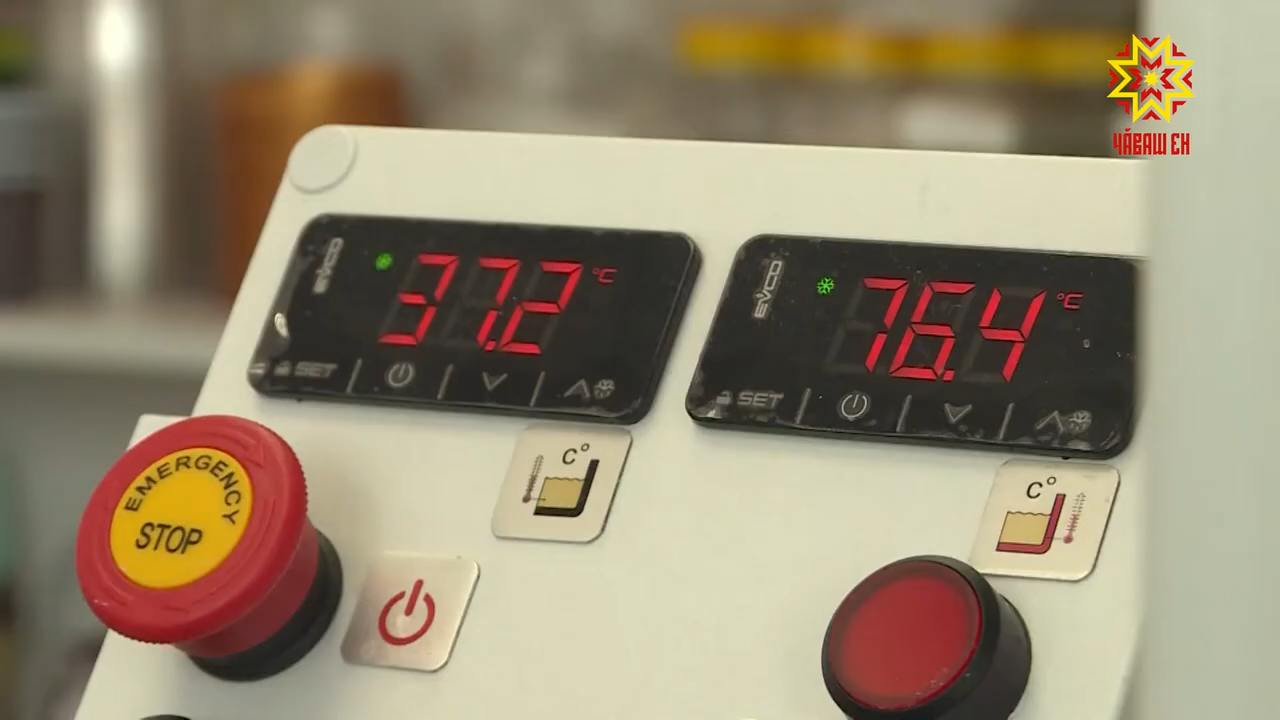 ЧӐВАШ ЕН
EVCO
37.2 °C
SET
EVCO
76.4 °C
SET
C°
C°
EMERGENCY
STOP